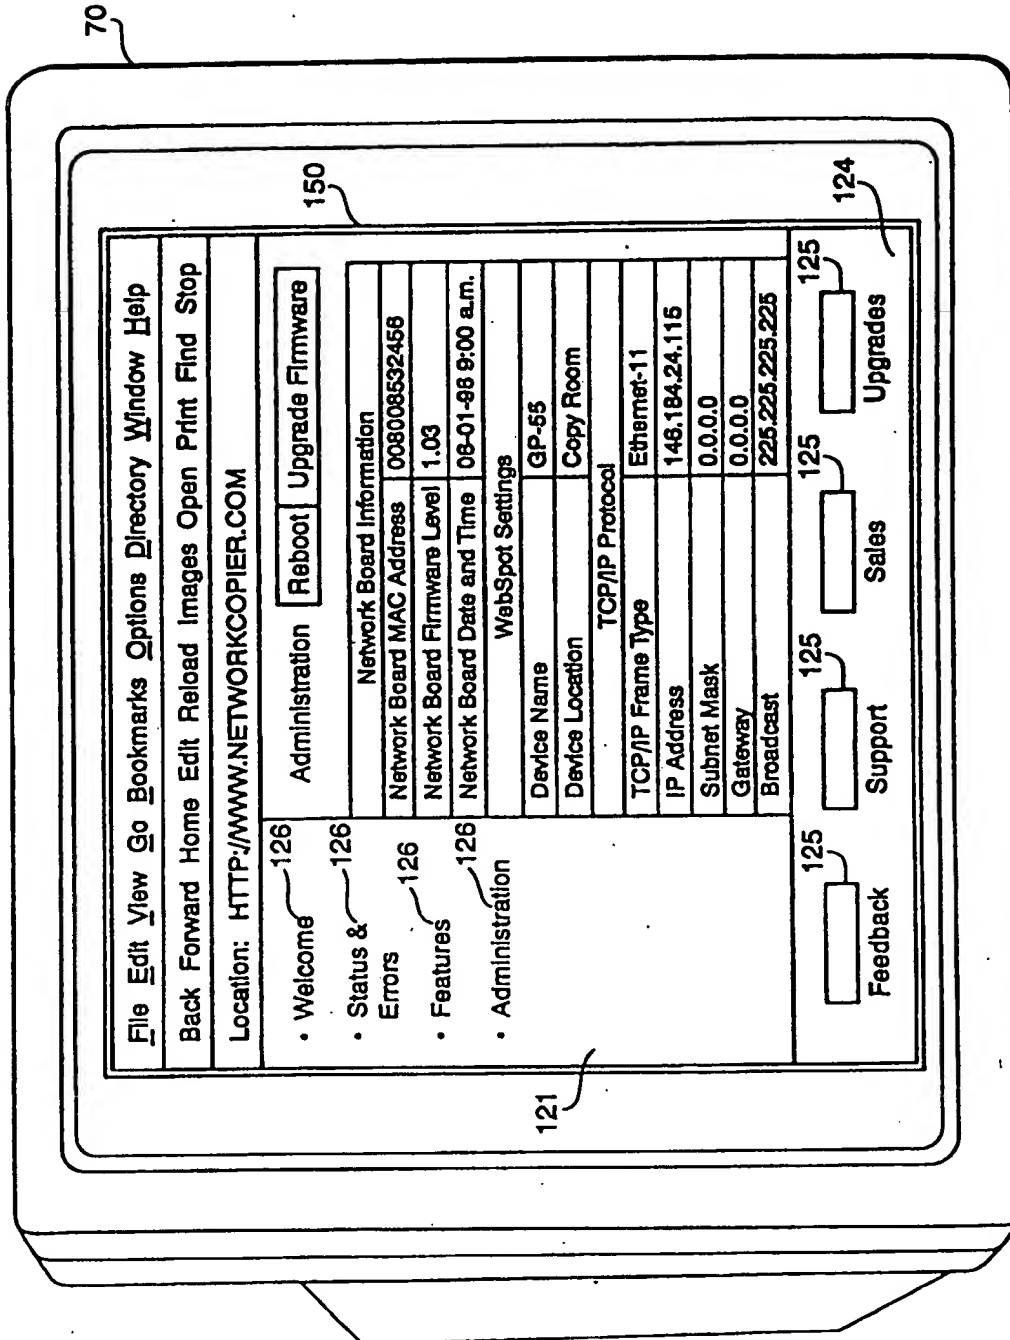 70
File Edit View Go Bookmarks Options Directory Window Help
Back Forward Home Edit Reload Images Open Print Find Stop
Location: HTTP://WWW.NETWORKCOPIER.COM
150
• Welcome 126
• Status & Errors 126
• Features 126
• Administration 126
121
Administration Reboot Upgrade Firmware
Network Board Information
Network Board MAC Address 008008532458
Network Board Firmware Level 1.03
Network Board Date and Time 08-01-98 9:00 a.m.
WebSpot Settings
Device Name GP-55
Device Location Copy Room
TCP/IP Protocol
TCP/IP Frame Type Ethernet-11
IP Address 148.184.24.115
Subnet Mask 0.0.0.0
Gateway 0.0.0.0
Broadcast 225.225.225.225
125 125 125 125
Feedback Support Sales Upgrades
124